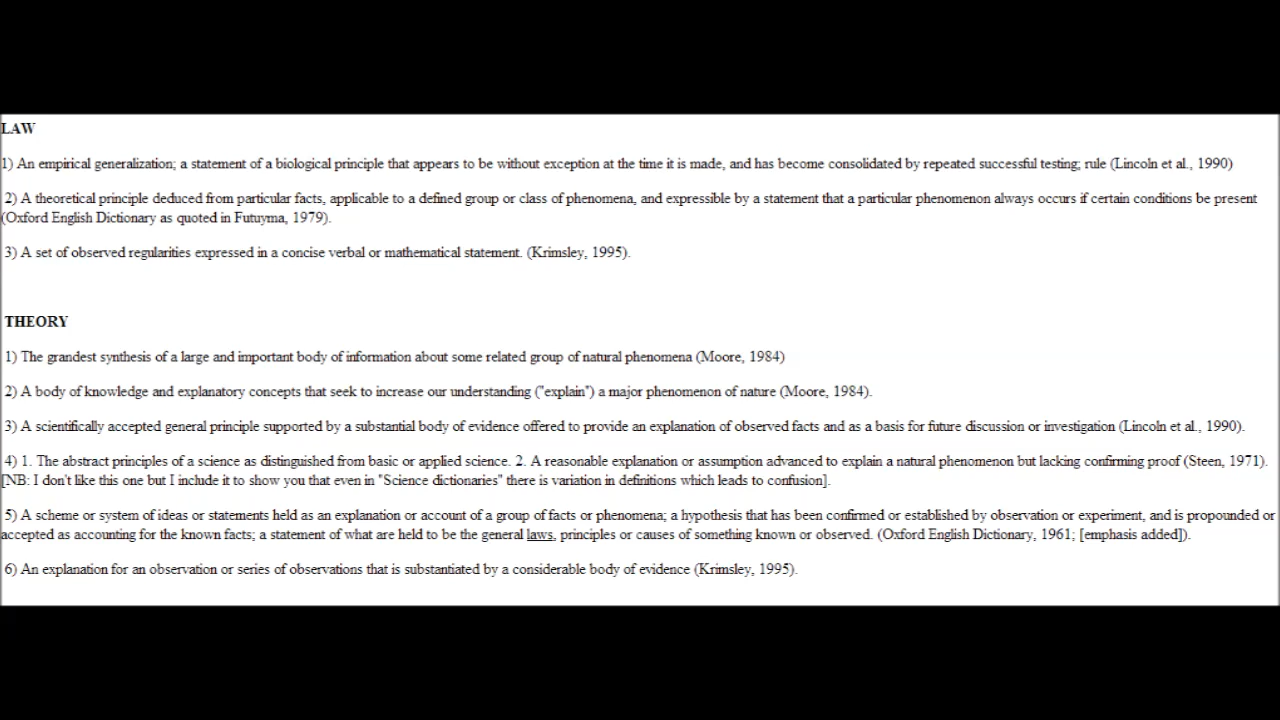 LAW
1) An empirical generalization; a statement of a biological principle that appears to be without exception at the time it is made, and has become consolidated by repeated successful testing; rule (Lincoln et al., 1990)
2) A theoretical principle deduced from particular facts, applicable to a defined group or class of phenomena, and expressible by a statement that a particular phenomenon always occurs if certain conditions be present
(Oxford English Dictionary as quoted in Futuyma, 1979).
3) A set of observed regularities expressed in a concise verbal or mathematical statement. (Krimsley, 1995).
THEORY
1) The grandest synthesis of a large and important body of information about some related group of natural phenomena (Moore, 1984)
2) A body of knowledge and explanatory concepts that seek to increase our understanding ("explain") a major phenomenon of nature (Moore, 1984).
3) A scientifically accepted general principle supported by a substantial body of evidence offered to provide an explanation of observed facts and as a basis for future discussion or investigation (Lincoln et al., 1990).
4) 1. The abstract principles of a science as distinguished from basic or applied science. 2. A reasonable explanation or assumption advanced to explain a natural phenomenon but lacking confirming proof (Steen, 1971).
[NB: I don't like this one but I include it to show you that even in "Science dictionaries" there is variation in definitions which leads to confusion].
5) A scheme or system of ideas or statements held as an explanation or account of a group of facts or phenomena; a hypothesis that has been confirmed or established by observation or experiment, and is propounded or
accepted as accounting for the known facts; a statement of what are held to be the general laws, principles or causes of something known or observed. (Oxford English Dictionary, 1961; [emphasis added]).
6) An explanation for an observation or series of observations that is substantiated by a considerable body of evidence (Krimsley, 1995).